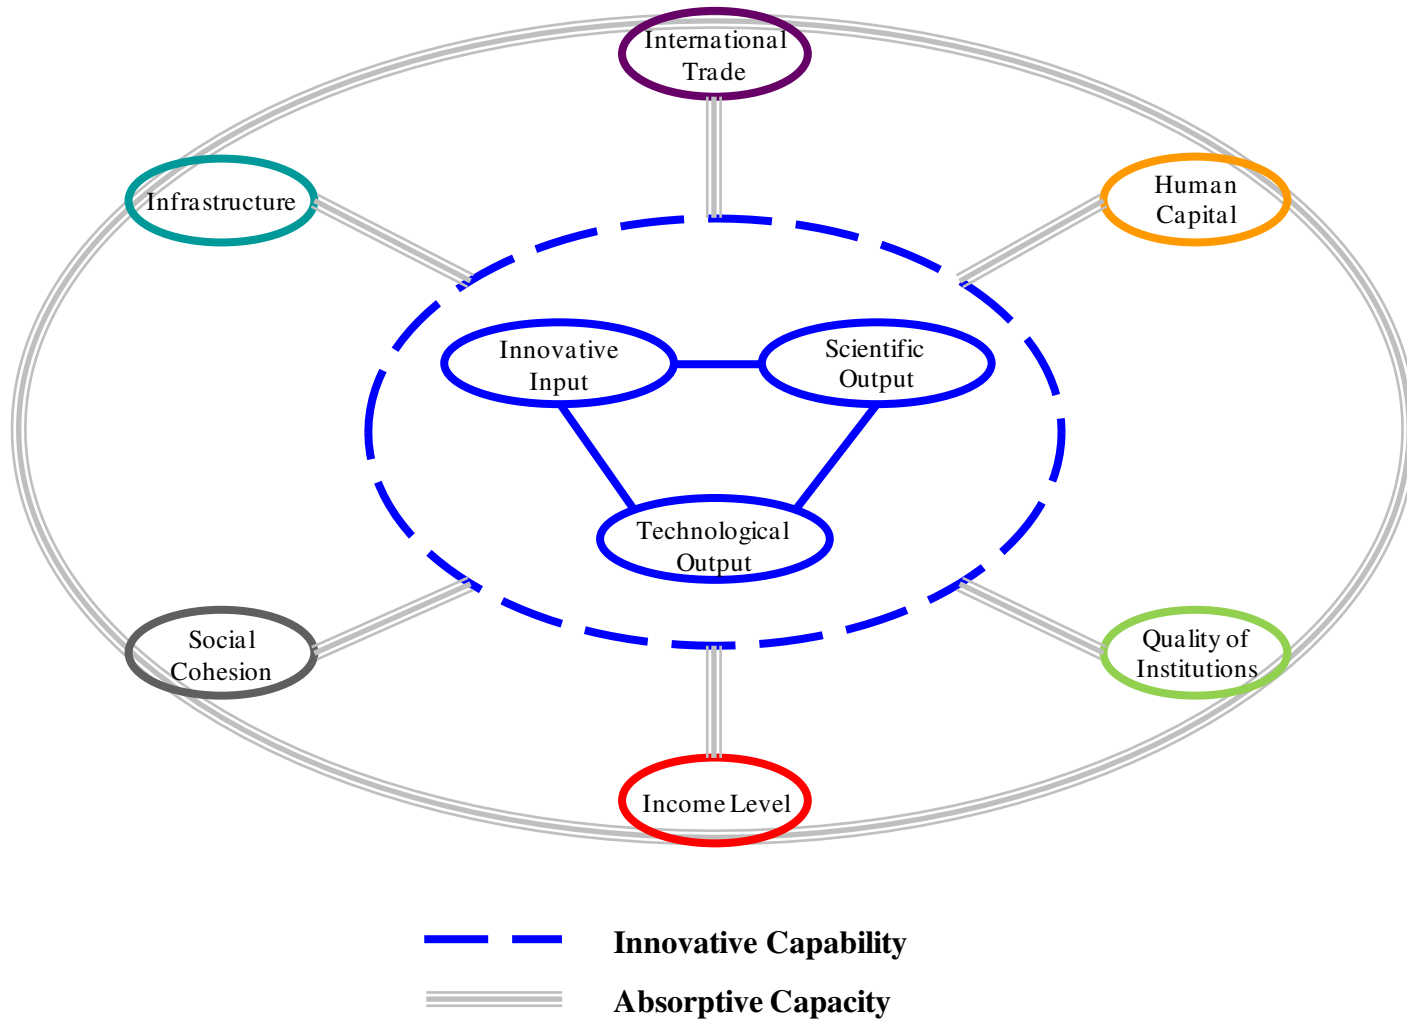 International
Trade
Infrastructure
Human
Capital
Innovative
Input
Scientific
Output
Technological
Output
Social
Cohesion
Quality of
Institutions
Income Level
Innovative Capability
Absorptive Capacity